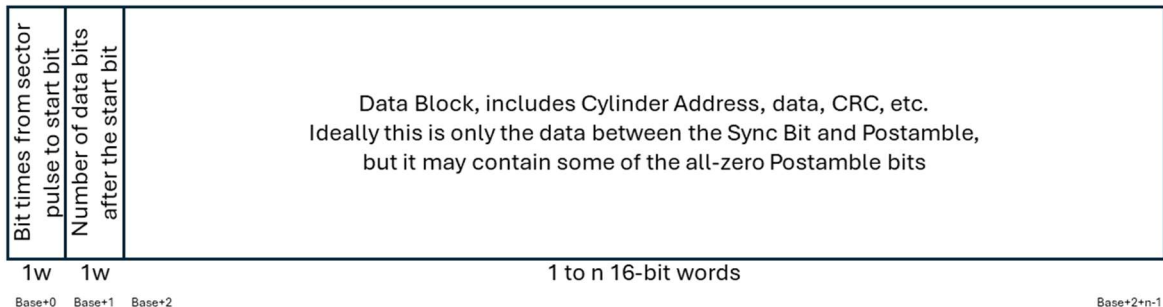 Bit times from sector
pulse to start bit
Number of data bits
after the start bit
Data Block, includes Cylinder Address, data, CRC, etc.
Ideally this is only the data between the Sync Bit and Postamble,
but it may contain some of the all-zero Postamble bits
1w 1w 1 to n 16-bit words
Base+0 Base+1 Base+2 Base+2+n-1